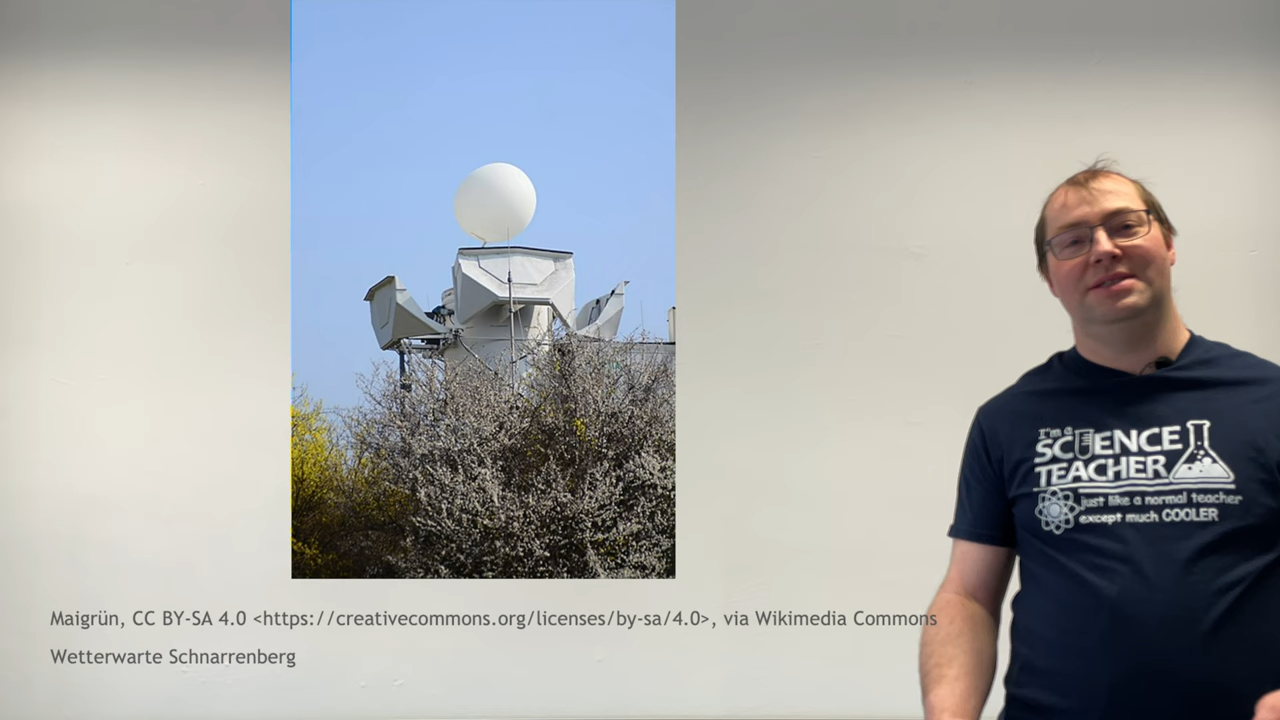 I'm a
SCIENCE
TEACHER
just like a normal teacher
except much COOLER
Maigrün, CC BY-SA 4.0 <https://creativecommons.org/licenses/by-sa/4.0>, via Wikimedia Commons
Wetterwarte Schnarrenberg